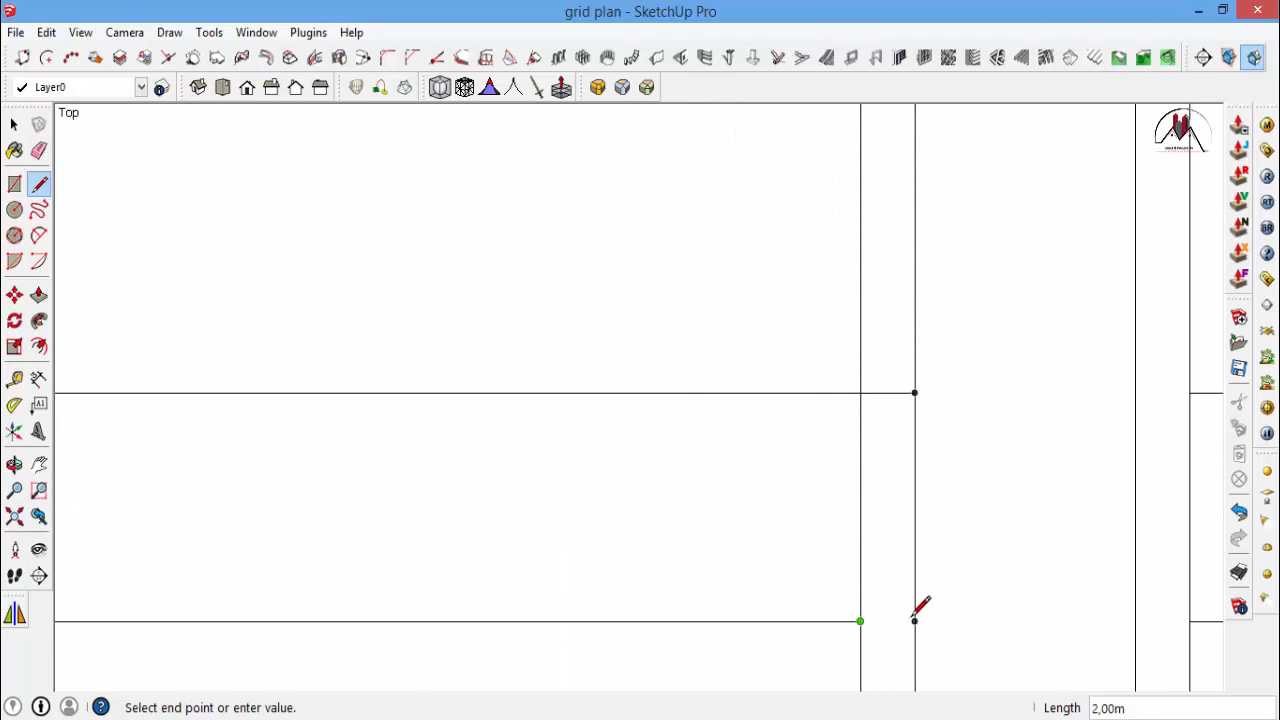 grid plan - SketchUp Pro
File Edit View Camera Draw Tools Window Plugins Help
Layer0
Top
Select end point or enter value.
Length 2,00m